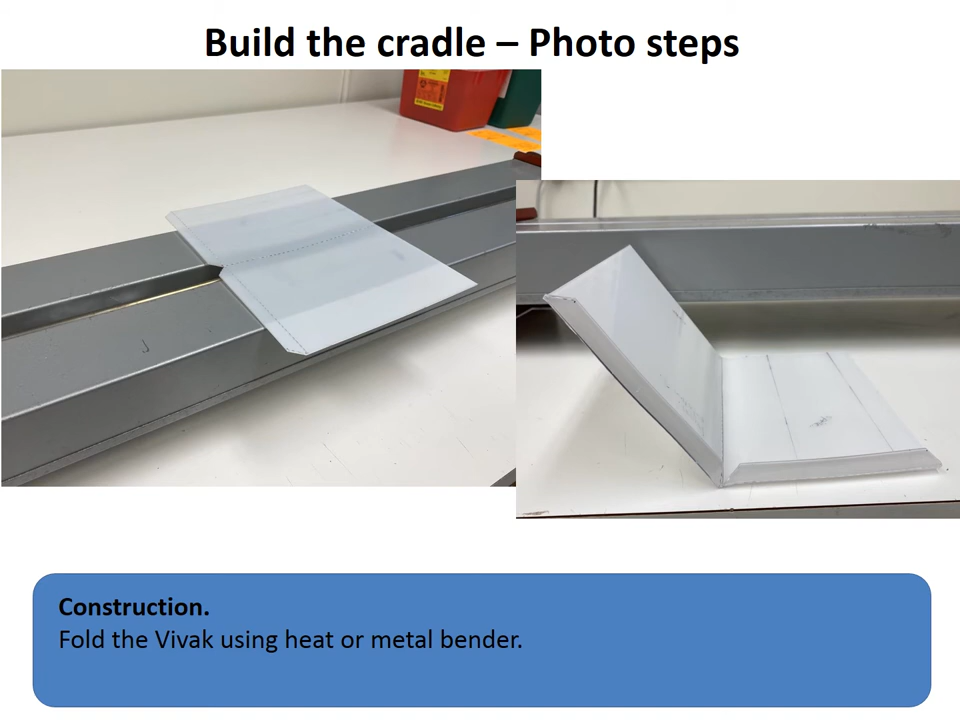 Build the cradle – Photo steps
Construction.
Fold the Vivak using heat or metal bender.